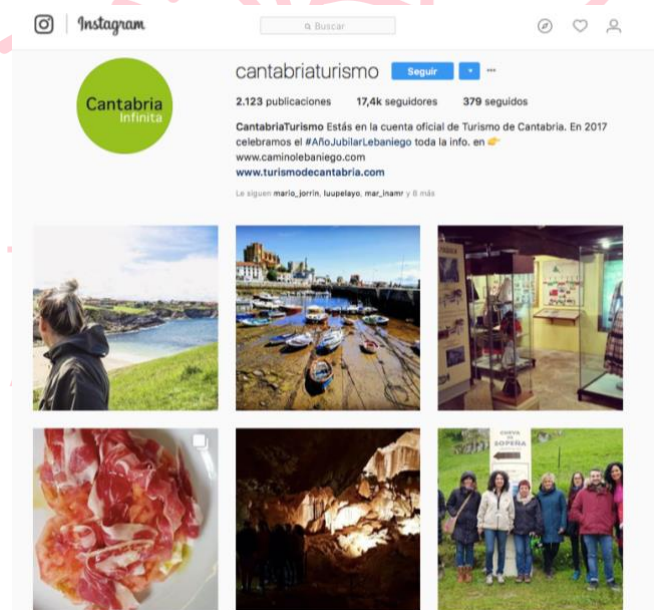 Instagram
Buscar
cantabriaturismo Seguir
2.123 publicaciones 17,4k seguidores 379 seguidos
CantabriaTurismo Estás en la cuenta oficial de Turismo de Cantabria. En 2017
celebramos el #AñoJubilarLebaniego toda la info. en 👉
www.caminolebaniego.com
www.turismodecantabria.com
Le siguen mario_jorrin, luupelayo, mar_inamr y 8 más
Cantabria
Infinita
CUEVA
DE
SOPEÑA